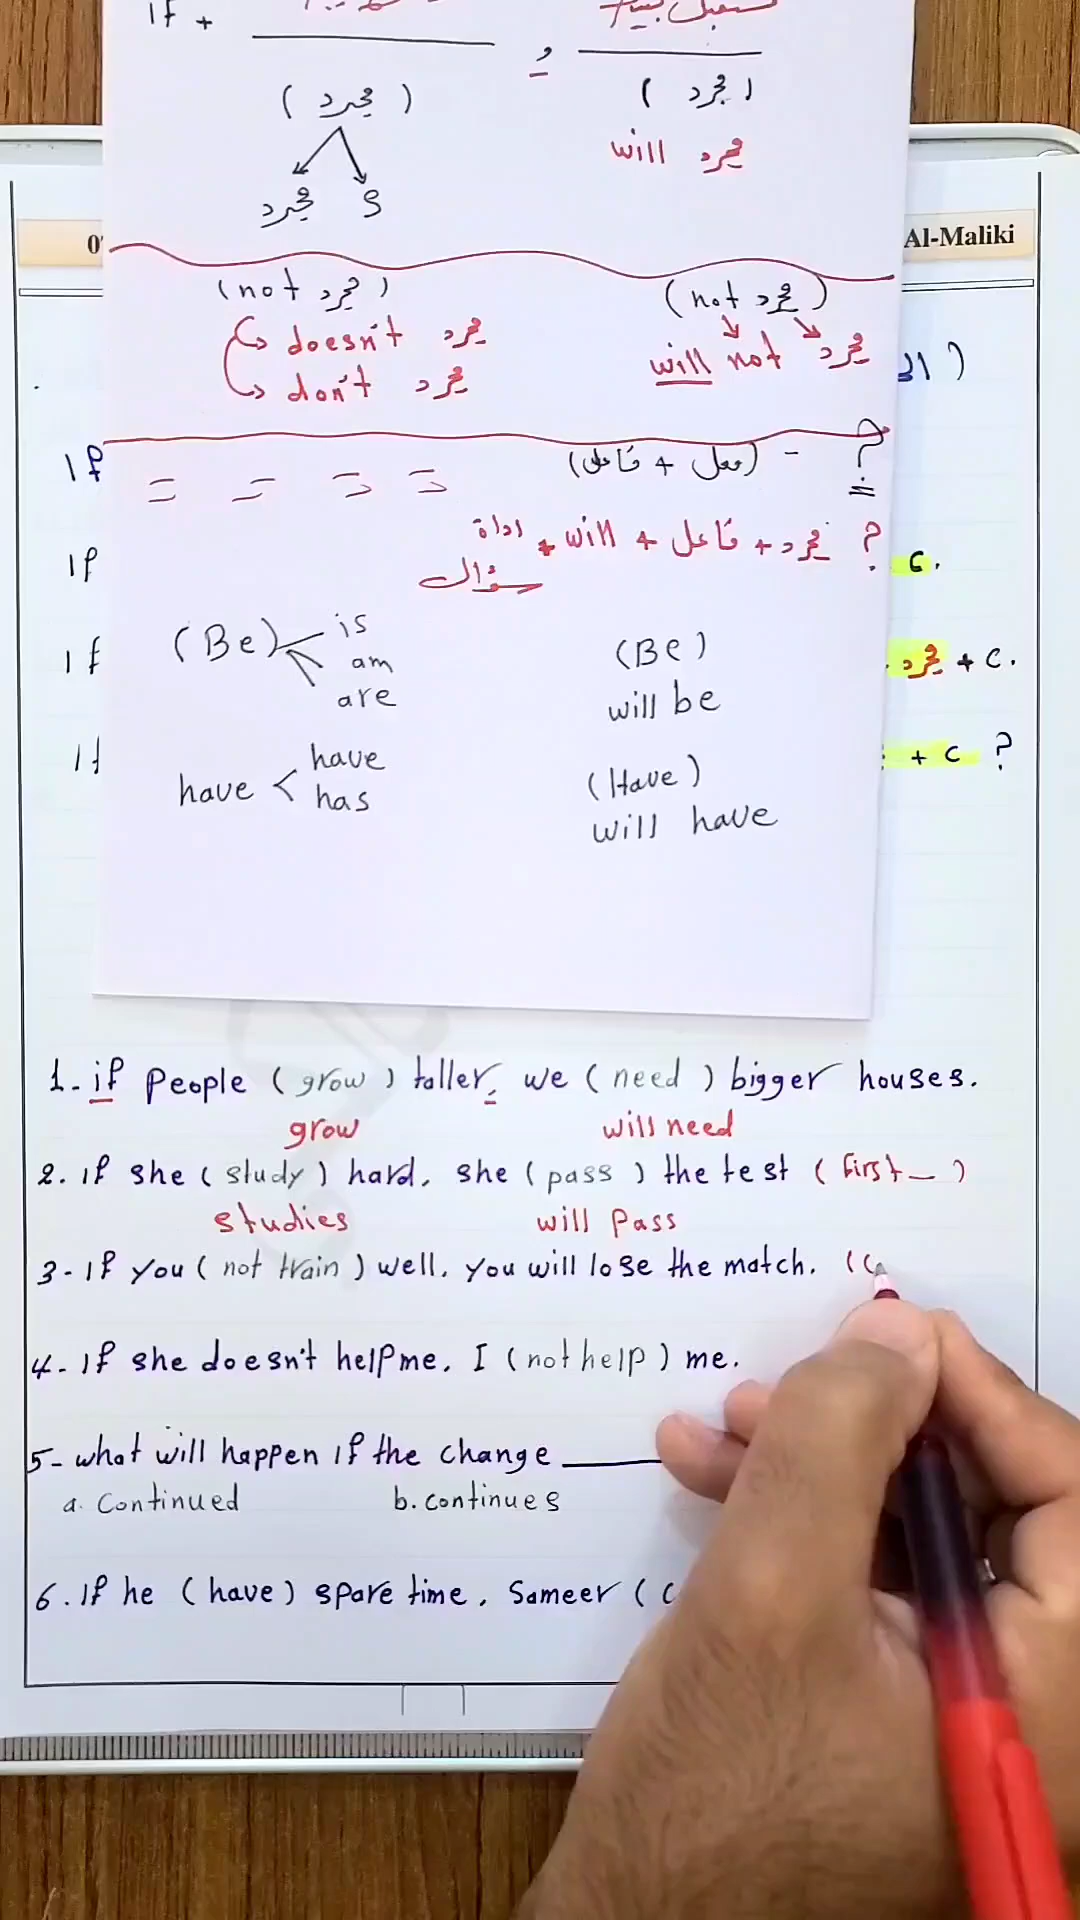 If +
,
( مجرد ) ( مجرد )
will مجرد
مجرد S
Al-Maliki
(not مجرد) (not مجرد)
doesn't مجرد will not مجرد
don't مجرد
If (فعل + فاعل) - ?
اداة سؤال + will + فاعل + مجرد ?
If c.
(Be) is (Be)
am will be
are
If مجرد + c.
have have (Have)
has will have
If + c ?
1- if People (grow) taller, we (need) bigger houses.
grow will need
2. If she (study) hard, she (pass) the test (first_)
studies will Pass
3- If you (not train) well, you will lose the match. (
4- If she doesn't help me, I (not help) me.
5- what will happen if the change ______
a. Continued b. continues
6. If he (have) spare time, Sameer (